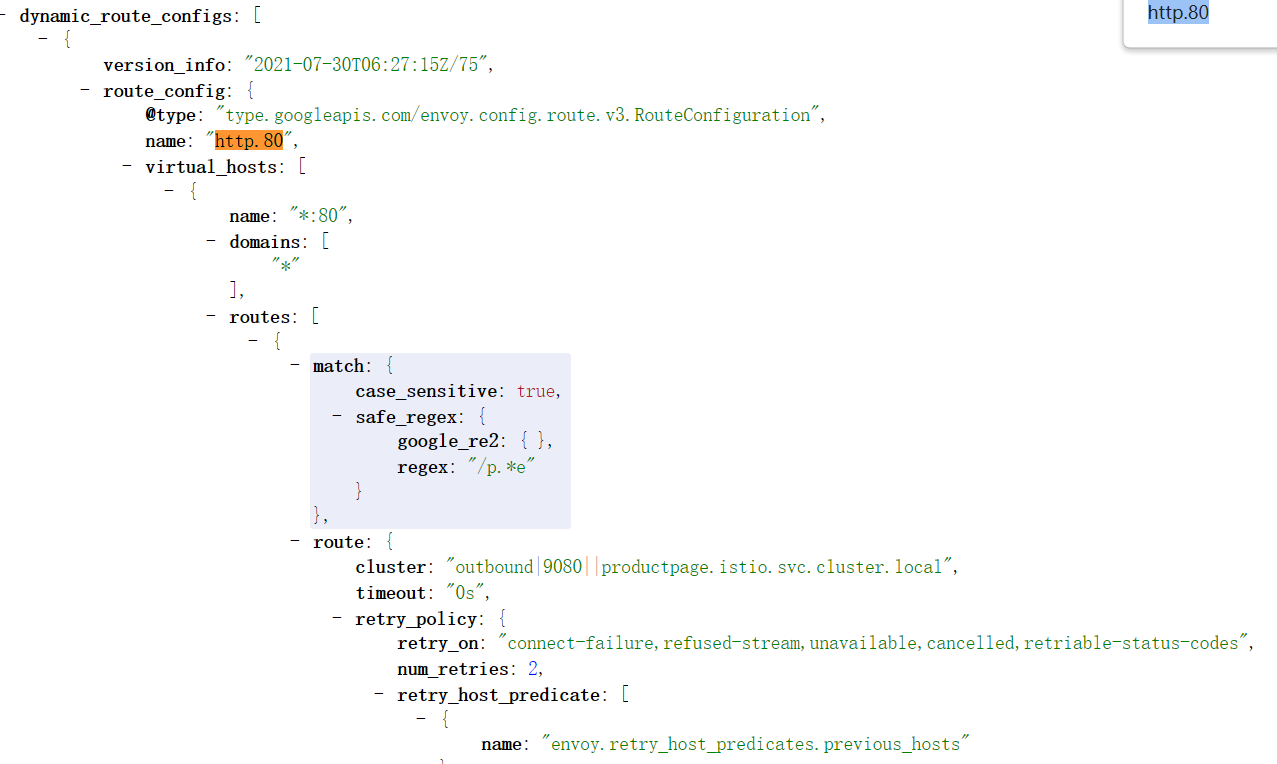 http.80
- dynamic_route_configs: [
- {
version_info: "2021-07-30T06:27:15Z/75",
- route_config: {
@type: "type.googleapis.com/envoy.config.route.v3.RouteConfiguration",
name: "http.80",
- virtual_hosts: [
- {
name: "*:80",
- domains: [
"*"
],
- routes: [
- {
- match: {
case_sensitive: true,
- safe_regex: {
google_re2: { },
regex: "/p.*e"
}
},
- route: {
cluster: "outbound|9080||productpage.istio.svc.cluster.local",
timeout: "0s",
- retry_policy: {
retry_on: "connect-failure,refused-stream,unavailable,cancelled,retriable-status-codes",
num_retries: 2,
- retry_host_predicate: [
- {
name: "envoy.retry_host_predicates.previous_hosts"
}